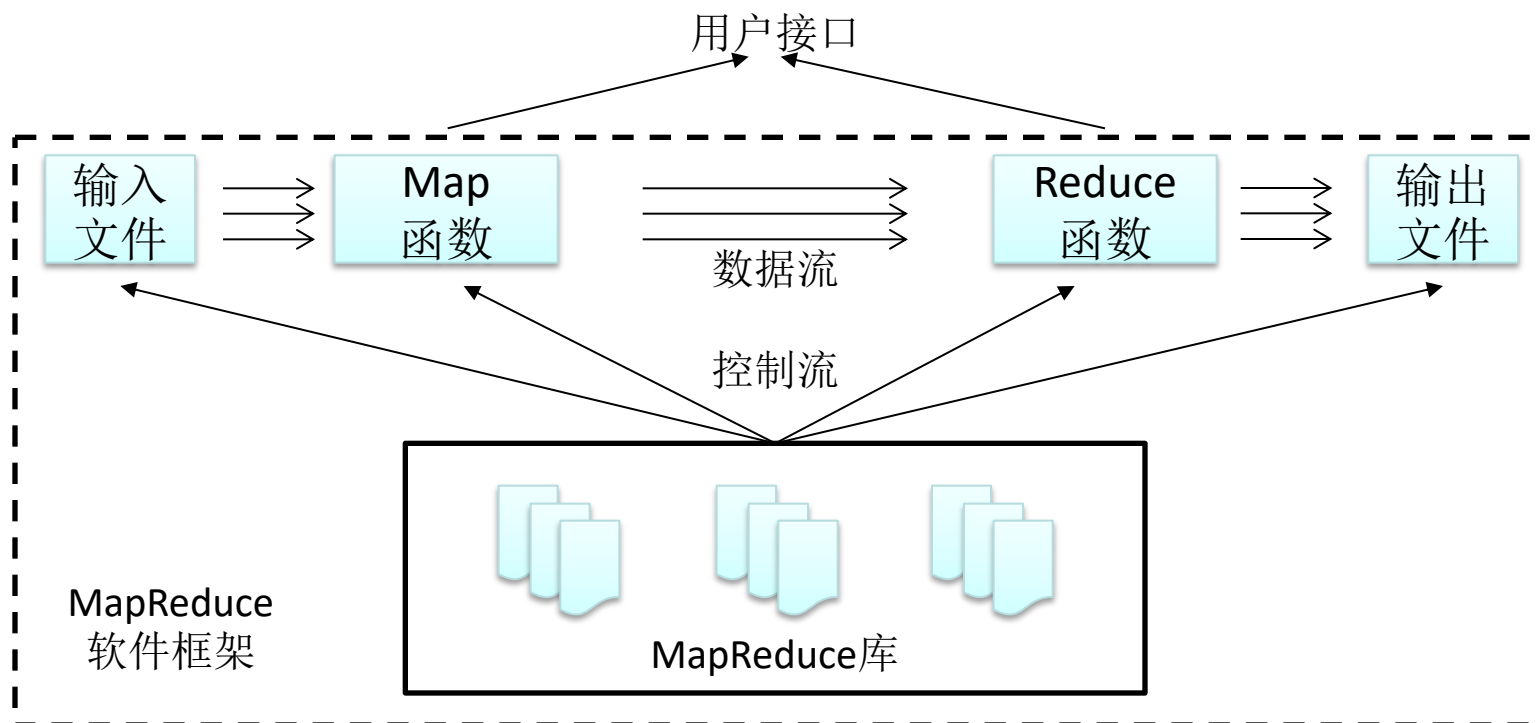 用户接口
输入
文件
Map
函数
Reduce
函数
输出
文件
数据流
控制流
MapReduce
软件框架
MapReduce库